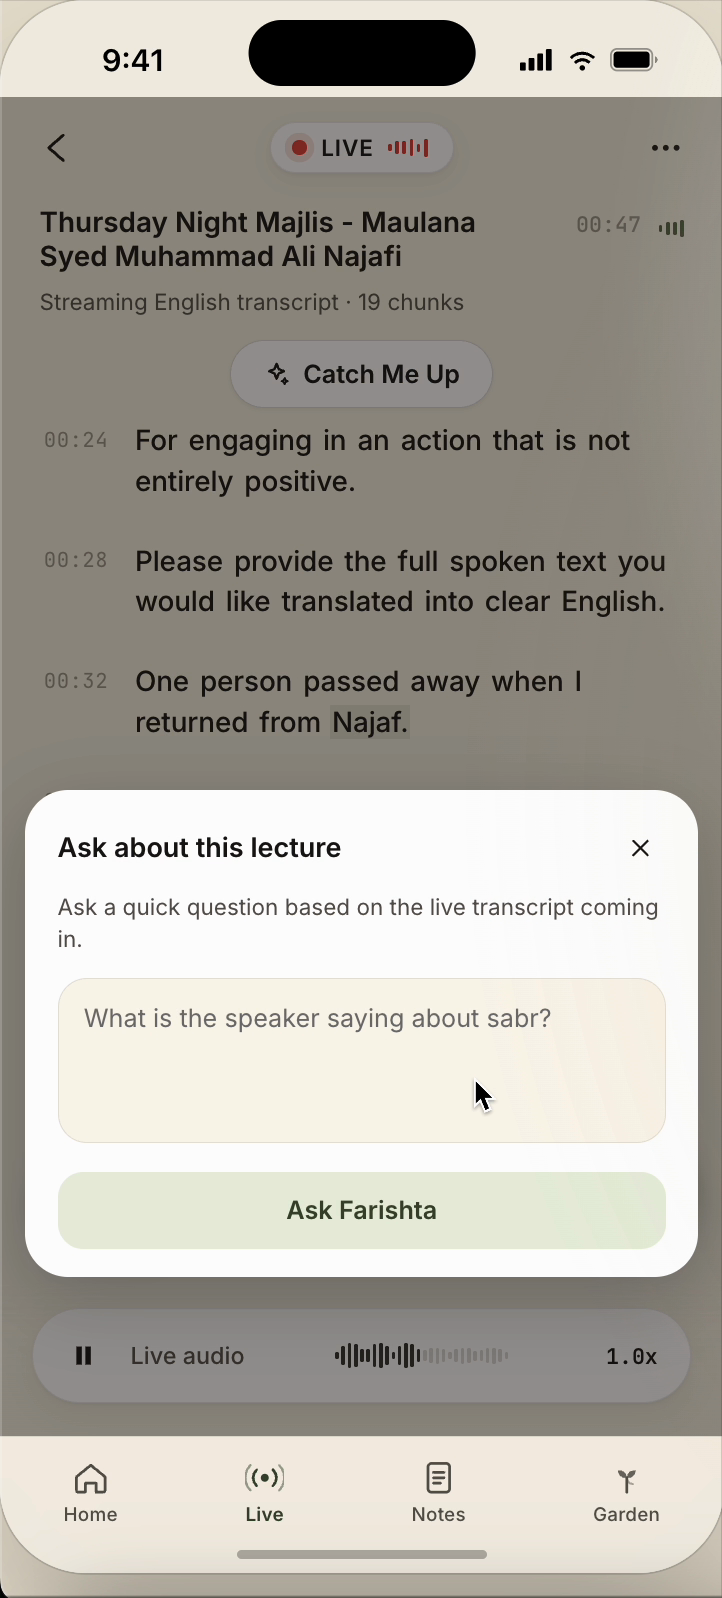 9:41
LIVE
Thursday Night Majlis - Maulana
Syed Muhammad Ali Najafi
00:47
Streaming English transcript · 19 chunks
Catch Me Up
00:24
For engaging in an action that is not
entirely positive.
00:28
Please provide the full spoken text you
would like translated into clear English.
00:32
One person passed away when I
returned from Najaf.
Ask about this lecture
Ask a quick question based on the live transcript coming
in.
What is the speaker saying about sabr?
Ask Farishta
Live audio
1.0x
Home
Live
Notes
Garden